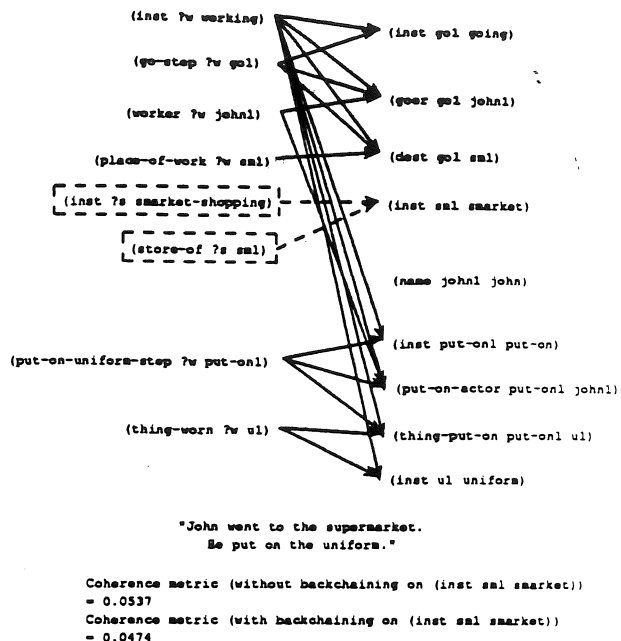 (inst ?w working)
(inst go1 going)
(go-step ?w go1)
(goer go1 john1)
(worker ?w john1)
(place-of-work ?w sm1)
(dest go1 sm1)
(inst ?s smarket-shopping)
(inst sm1 smarket)
(store-of ?s sm1)
(name john1 john)
(inst put-on1 put-on)
(put-on-uniform-step ?w put-on1)
(put-on-actor put-on1 john1)
(thing-worn ?w u1)
(thing-put-on put-on1 u1)
(inst u1 uniform)
"John went to the supermarket.
He put on the uniform."
Coherence metric (without backchaining on (inst sm1 smarket))
= 0.0537
Coherence metric (with backchaining on (inst sm1 smarket))
= 0.0474